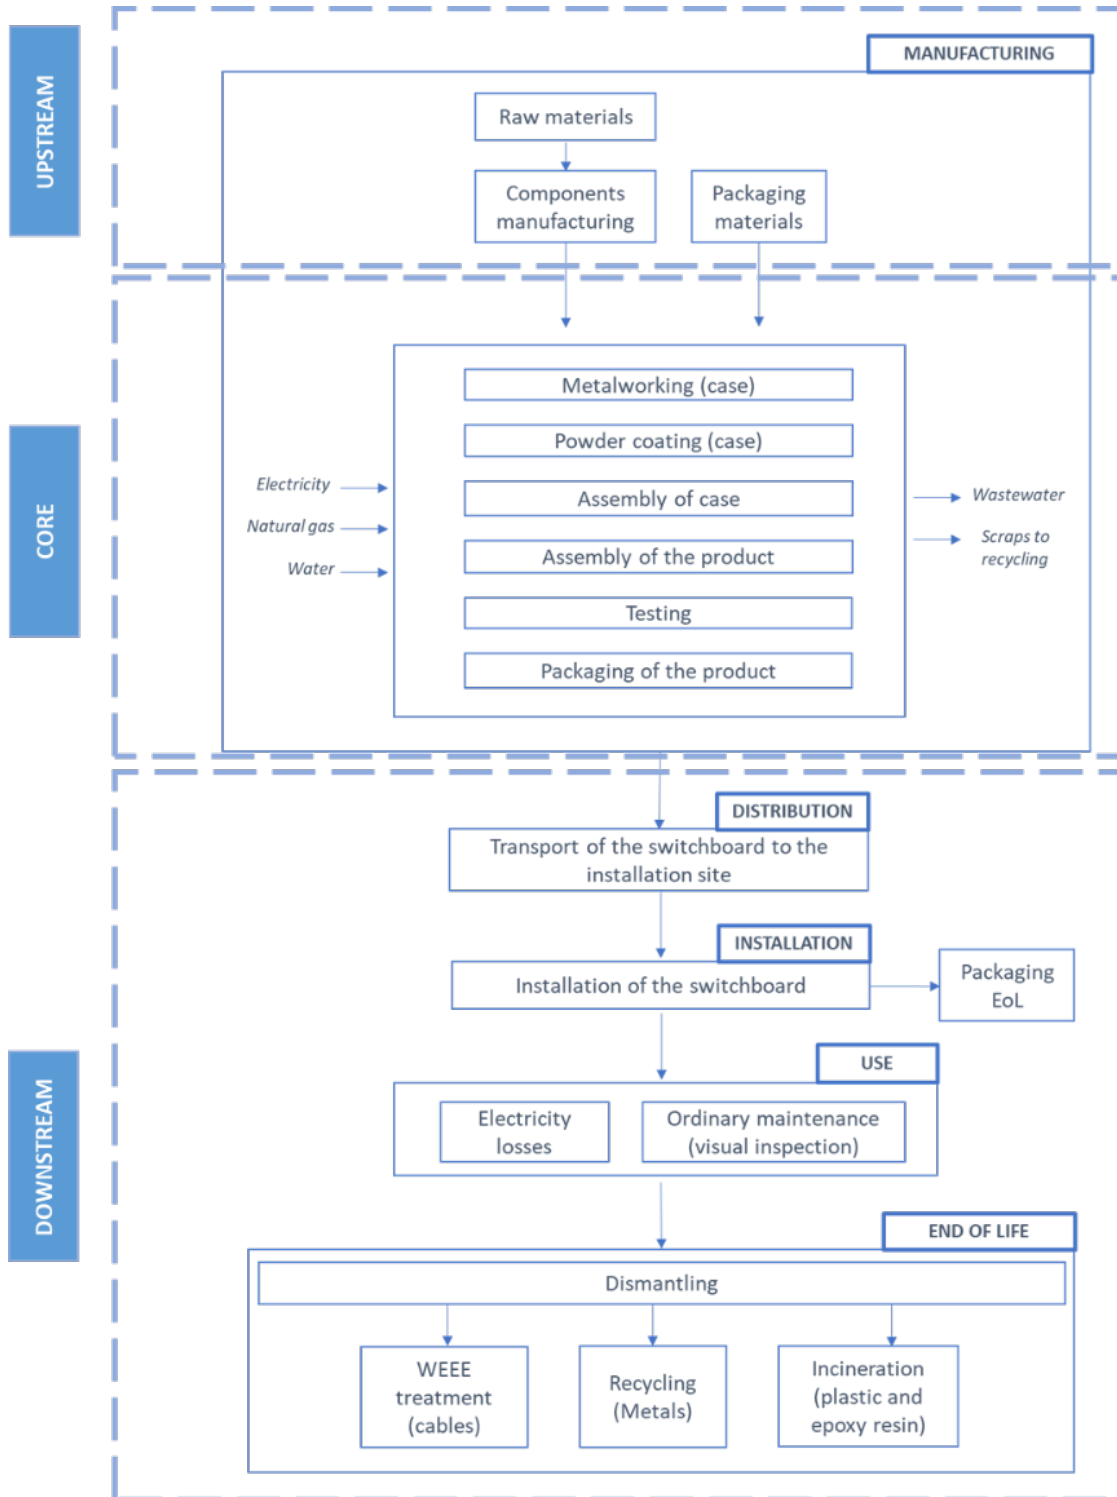 UPSTREAM
MANUFACTURING
Raw materials
Components
manufacturing
Packaging
materials
CORE
Metalworking (case)
Powder coating (case)
Assembly of case
Assembly of the product
Testing
Packaging of the product
Electricity
Natural gas
Water
Wastewater
Scraps to
recycling
DOWNSTREAM
DISTRIBUTION
Transport of the switchboard to the
installation site
INSTALLATION
Installation of the switchboard
Packaging
EoL
USE
Electricity
losses
Ordinary maintenance
(visual inspection)
END OF LIFE
Dismantling
WEEE
treatment
(cables)
Recycling
(Metals)
Incineration
(plastic and
epoxy resin)